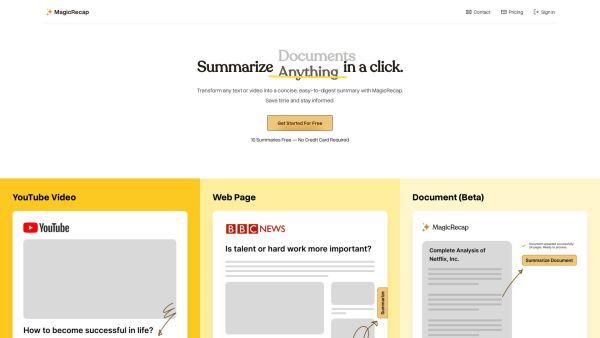 MagicRecap
Contact
Pricing
Sign in
Documents
Summarize Anything in a click.
Transform any text or video into a concise, easy-to-digest summary with MagicRecap.
Save time and stay informed
Get Started For Free
10 Summaries Free — No Credit Card Required
YouTube Video
Web Page
Document (Beta)
YouTube
How to become successful in life?
BBC NEWS
Is talent or hard work more important?
Summarize
MagicRecap
Complete Analysis of
Netflix, Inc.
Document uploaded successfully
Ready to process
Summarize Document